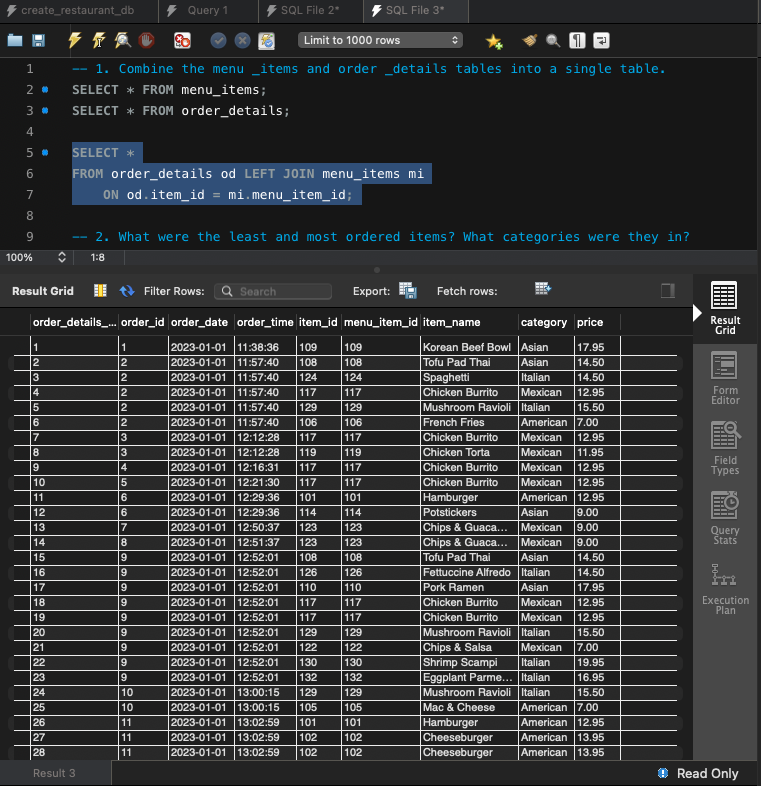 create_restaurant_db Query 1 SQL File 2* SQL File 3*
Limit to 1000 rows
1 -- 1. Combine the menu _items and order _details tables into a single table.
2 SELECT * FROM menu_items;
3 SELECT * FROM order_details;
4
5 SELECT *
6 FROM order_details od LEFT JOIN menu_items mi
7 ON od.item_id = mi.menu_item_id;
8
9 -- 2. What were the least and most ordered items? What categories were they in?
100% 1:8
Result Grid Filter Rows: Search Export: Fetch rows:
order_details_... order_id order_date order_time item_id menu_item_id item_name category price
1 1 2023-01-01 11:38:36 109 109 Korean Beef Bowl Asian 17.95
2 2 2023-01-01 11:57:40 108 108 Tofu Pad Thai Asian 14.50
3 2 2023-01-01 11:57:40 124 124 Spaghetti Italian 14.50
4 2 2023-01-01 11:57:40 117 117 Chicken Burrito Mexican 12.95
5 2 2023-01-01 11:57:40 129 129 Mushroom Ravioli Italian 15.50
6 2 2023-01-01 11:57:40 106 106 French Fries American 7.00
7 3 2023-01-01 12:12:28 117 117 Chicken Burrito Mexican 12.95
8 3 2023-01-01 12:12:28 119 119 Chicken Torta Mexican 11.95
9 4 2023-01-01 12:16:31 117 117 Chicken Burrito Mexican 12.95
10 5 2023-01-01 12:21:30 117 117 Chicken Burrito Mexican 12.95
11 6 2023-01-01 12:29:36 101 101 Hamburger American 12.95
12 6 2023-01-01 12:29:36 114 114 Potstickers Asian 9.00
13 7 2023-01-01 12:50:37 123 123 Chips & Guaca... Mexican 9.00
14 8 2023-01-01 12:51:37 123 123 Chips & Guaca... Mexican 9.00
15 9 2023-01-01 12:52:01 108 108 Tofu Pad Thai Asian 14.50
16 9 2023-01-01 12:52:01 126 126 Fettuccine Alfredo Italian 14.50
17 9 2023-01-01 12:52:01 110 110 Pork Ramen Asian 17.95
18 9 2023-01-01 12:52:01 117 117 Chicken Burrito Mexican 12.95
19 9 2023-01-01 12:52:01 117 117 Chicken Burrito Mexican 12.95
20 9 2023-01-01 12:52:01 129 129 Mushroom Ravioli Italian 15.50
21 9 2023-01-01 12:52:01 122 122 Chips & Salsa Mexican 7.00
22 9 2023-01-01 12:52:01 130 130 Shrimp Scampi Italian 19.95
23 9 2023-01-01 12:52:01 132 132 Eggplant Parme... Italian 16.95
24 10 2023-01-01 13:00:15 129 129 Mushroom Ravioli Italian 15.50
25 10 2023-01-01 13:00:15 105 105 Mac & Cheese American 7.00
26 11 2023-01-01 13:02:59 101 101 Hamburger American 12.95
27 11 2023-01-01 13:02:59 102 102 Cheeseburger American 13.95
28 11 2023-01-01 13:02:59 102 102 Cheeseburger American 13.95
Result
Grid
Form
Editor
Field
Types
Query
Stats
Execution
Plan
Result 3 Read Only